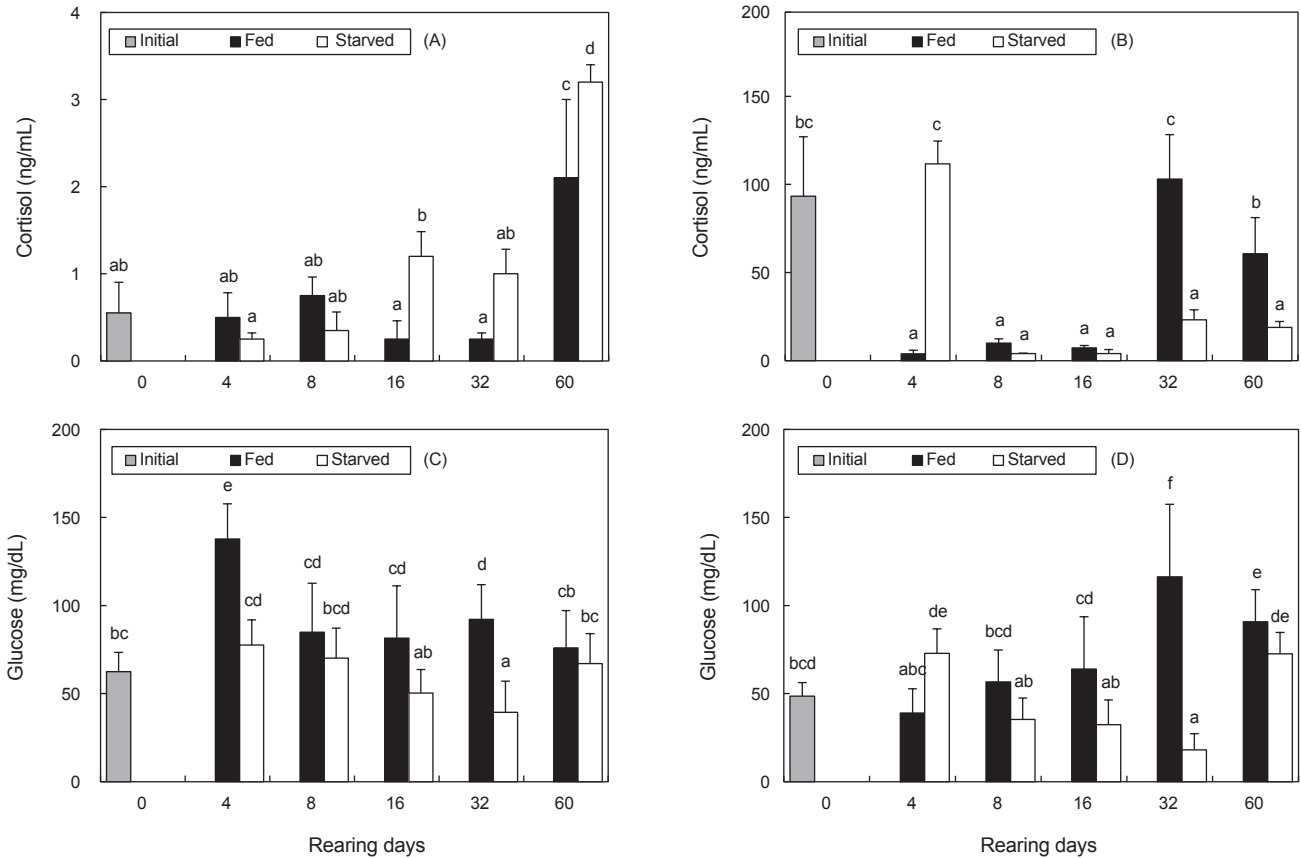 4
3
2
1
0
Cortisol (ng/mL)
Initial Fed Starved (A)
ab ab a ab ab a b a ab c d
0 4 8 16 32 60
200
150
100
50
0
Cortisol (ng/mL)
Initial Fed Starved (B)
bc a c a a a a c a b a
0 4 8 16 32 60
200
150
100
50
0
Glucose (mg/dL)
Initial Fed Starved (C)
bc e cd cd bcd cd ab d a cb bc
0 4 8 16 32 60
Rearing days
200
150
100
50
0
Glucose (mg/dL)
Initial Fed Starved (D)
bcd abc de bcd ab cd ab f a e de
0 4 8 16 32 60
Rearing days